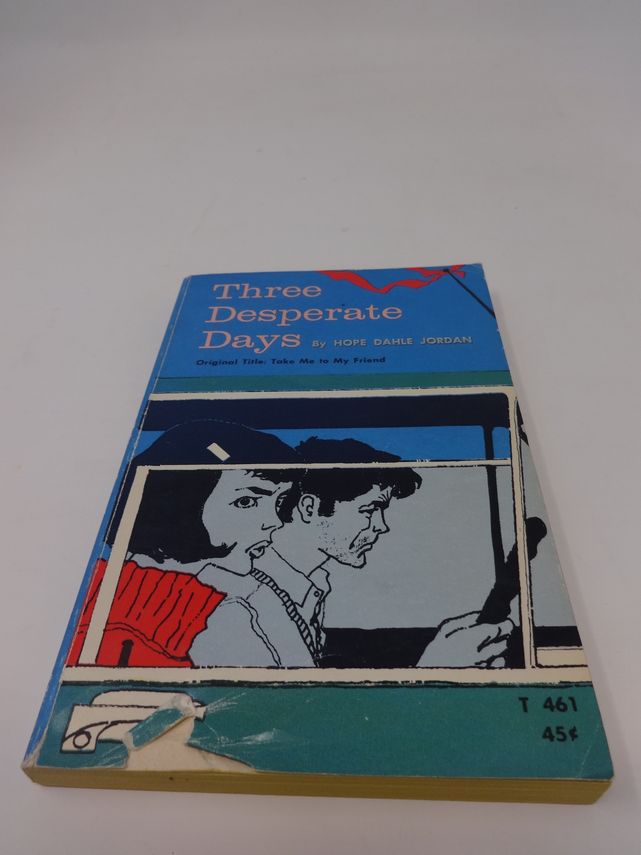 Three
Desperate
Days By HOPE DAHLE JORDAN
Original Title: Take Me to My Friend
T 461
45¢